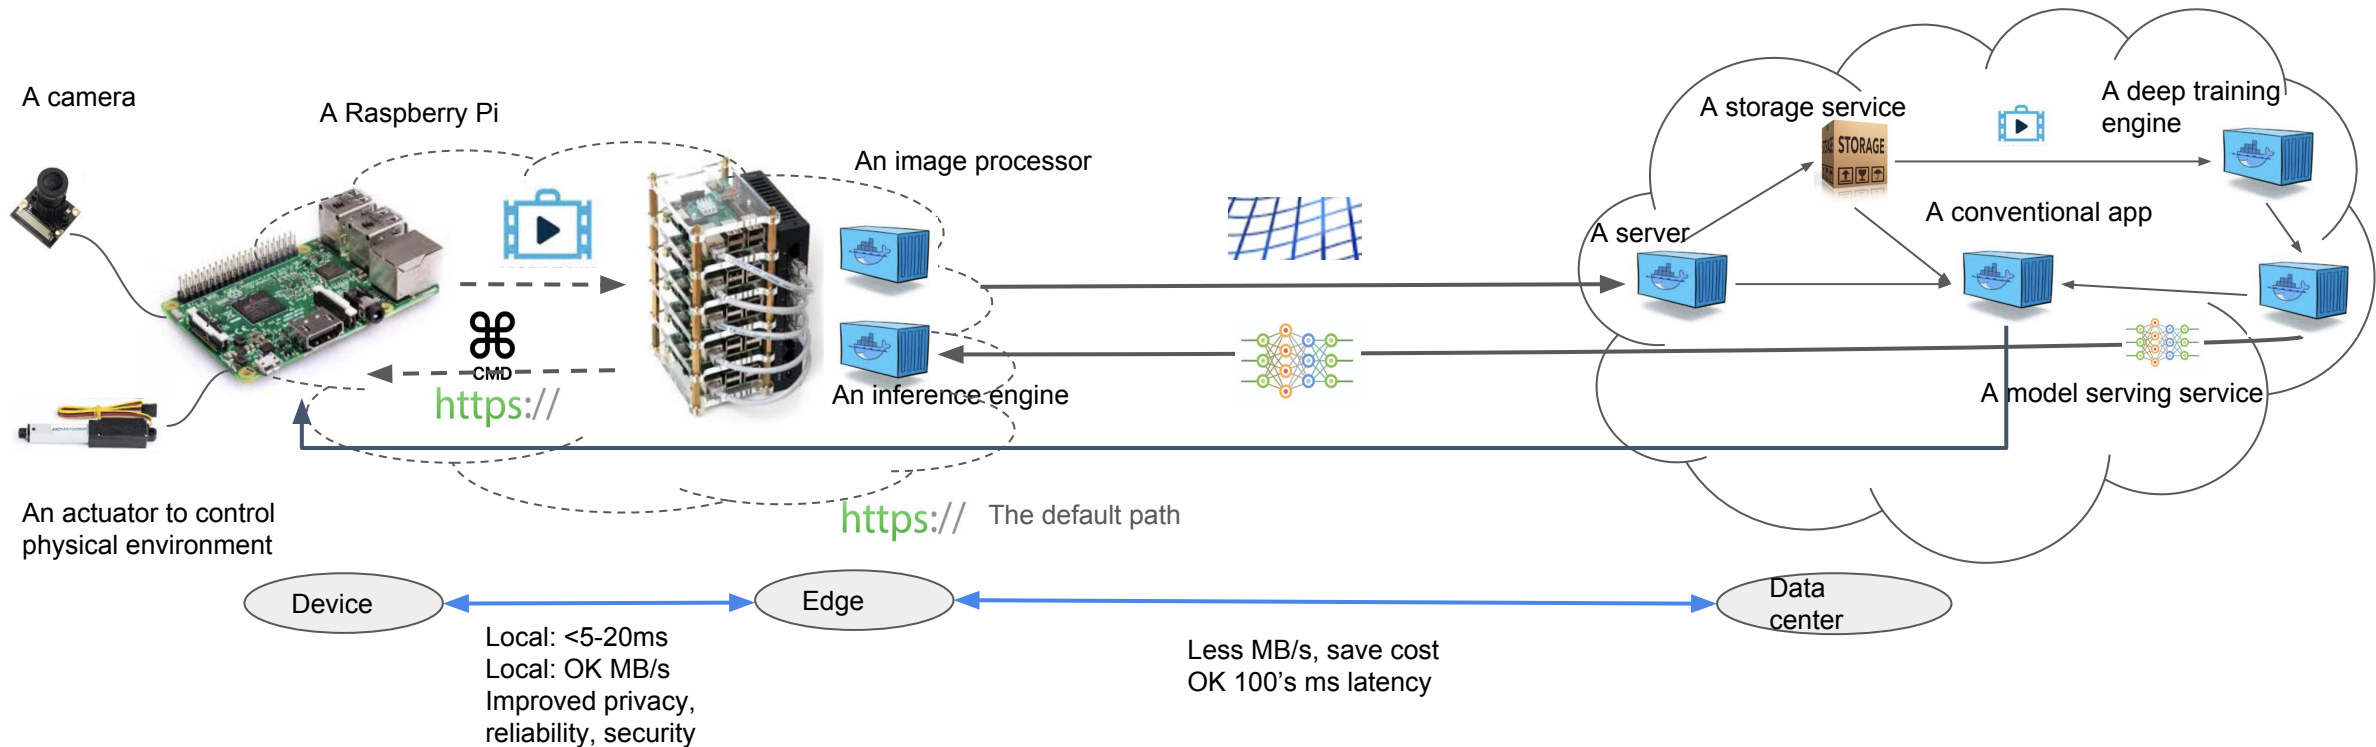 A camera
A Raspberry Pi
An image processor
A storage service
STORAGE
A deep training
engine
A conventional app
A server
CMD
https://
An inference engine
A model serving service
An actuator to control
physical environment
https://
The default path
Device
Edge
Data
center
Local: <5-20ms
Local: OK MB/s
Improved privacy,
reliability, security
Less MB/s, save cost
OK 100's ms latency